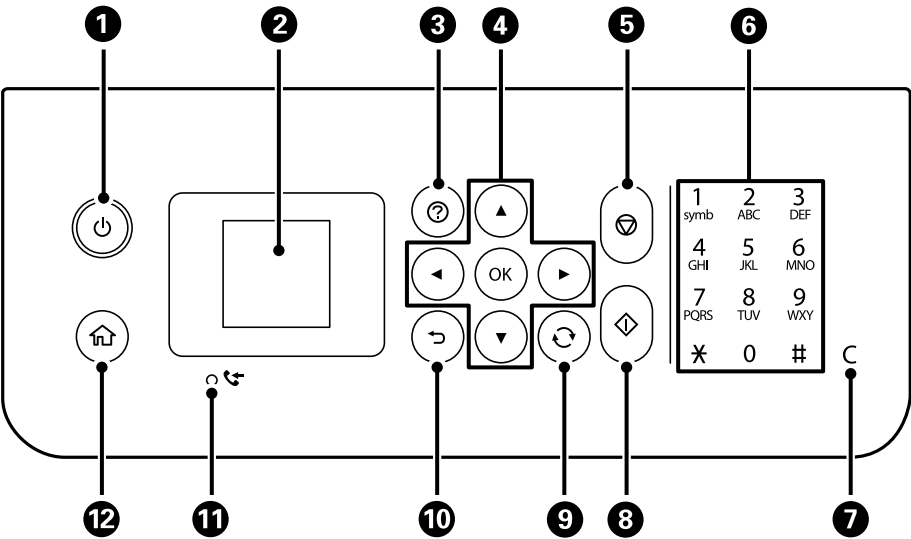 1 2 3 4 5 6
1 2 3
symb ABC DEF
OK
4 5 6
GHI JKL MNO
7 8 9
PQRS TUV WXY
* 0 # C
12 11 10 9 8 7